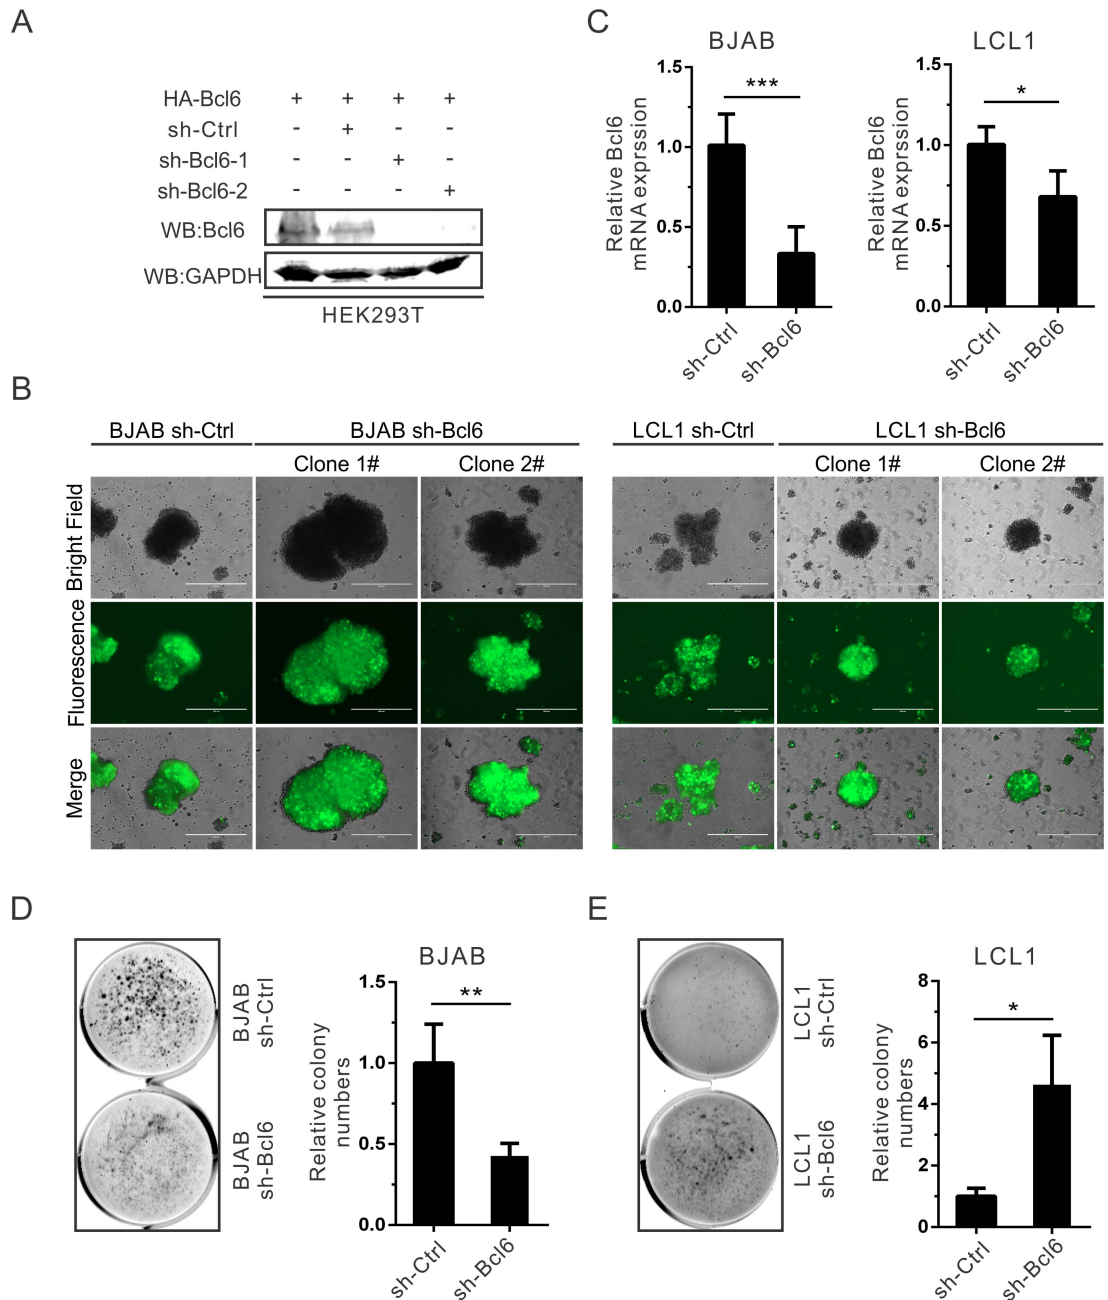 A
HA-Bcl6 + + + +
sh-Ctrl - + - -
sh-Bcl6-1 - - + -
sh-Bcl6-2 - - - +
WB:Bcl6
WB:GAPDH
HEK293T
C
BJAB
Relative Bcl6
mRNA exprssion
1.5
1.0
0.5
0.0
***
sh-Ctrl
sh-Bcl6
LCL1
Relative Bcl6
mRNA exprssion
1.5
1.0
0.5
0.0
*
sh-Ctrl
sh-Bcl6
B
BJAB sh-Ctrl
BJAB sh-Bcl6
Clone 1#
Clone 2#
LCL1 sh-Ctrl
LCL1 sh-Bcl6
Clone 1#
Clone 2#
Bright Field
Fluorescence
Merge
D
BJAB
sh-Ctrl
BJAB
sh-Bcl6
BJAB
Relative colony
numbers
1.5
1.0
0.5
0.0
**
sh-Ctrl
sh-Bcl6
E
LCL1
sh-Ctrl
LCL1
sh-Bcl6
LCL1
Relative colony
numbers
8
6
4
2
0
*
sh-Ctrl
sh-Bcl6